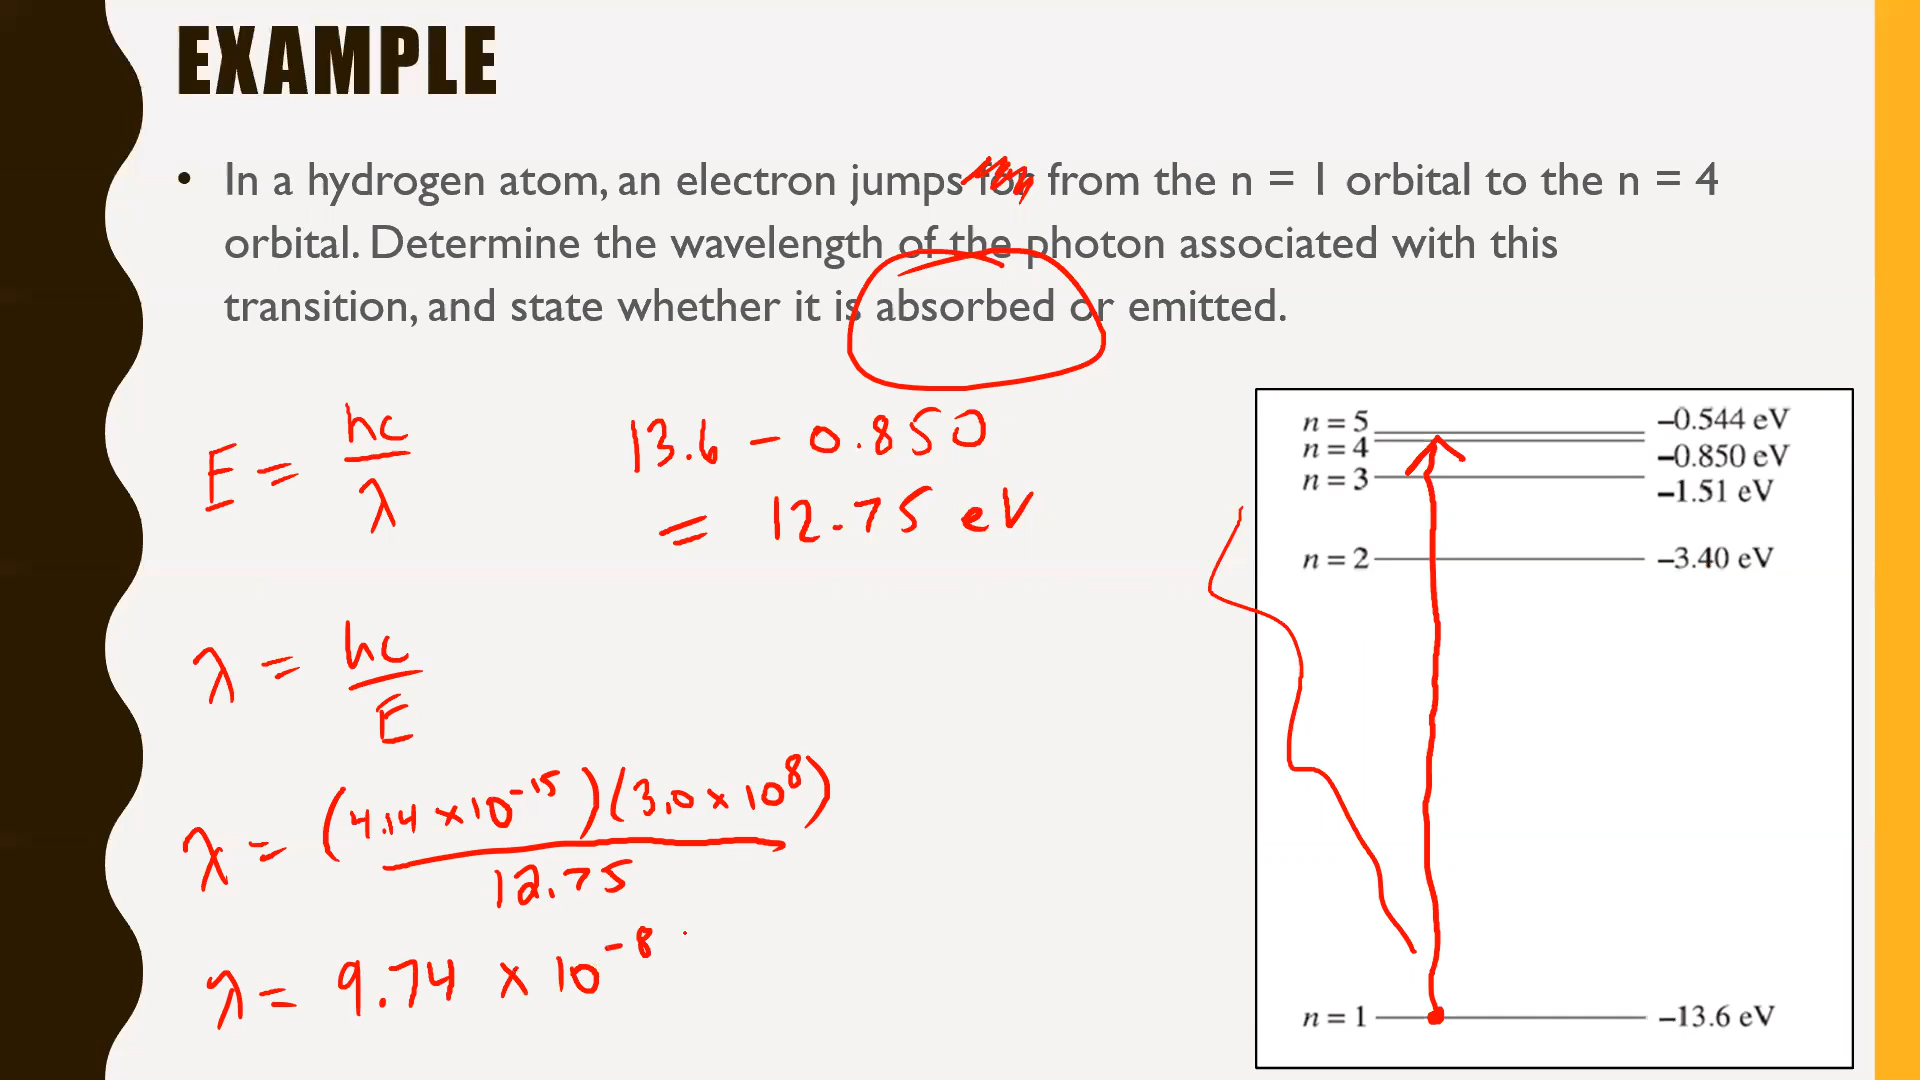 EXAMPLE
• In a hydrogen atom, an electron jumps for from the n = 1 orbital to the n = 4
orbital. Determine the wavelength of the photon associated with this
transition, and state whether it is absorbed or emitted.
E = hc/λ
13.6 - 0.850
= 12.75 eV
λ = hc/E
λ = (4.14 × 10⁻¹⁵)(3.0 × 10⁸)/12.75
λ = 9.74 × 10⁻⁸
n = 5 –0.544 eV
n = 4 –0.850 eV
n = 3 –1.51 eV
n = 2 –3.40 eV
n = 1 –13.6 eV